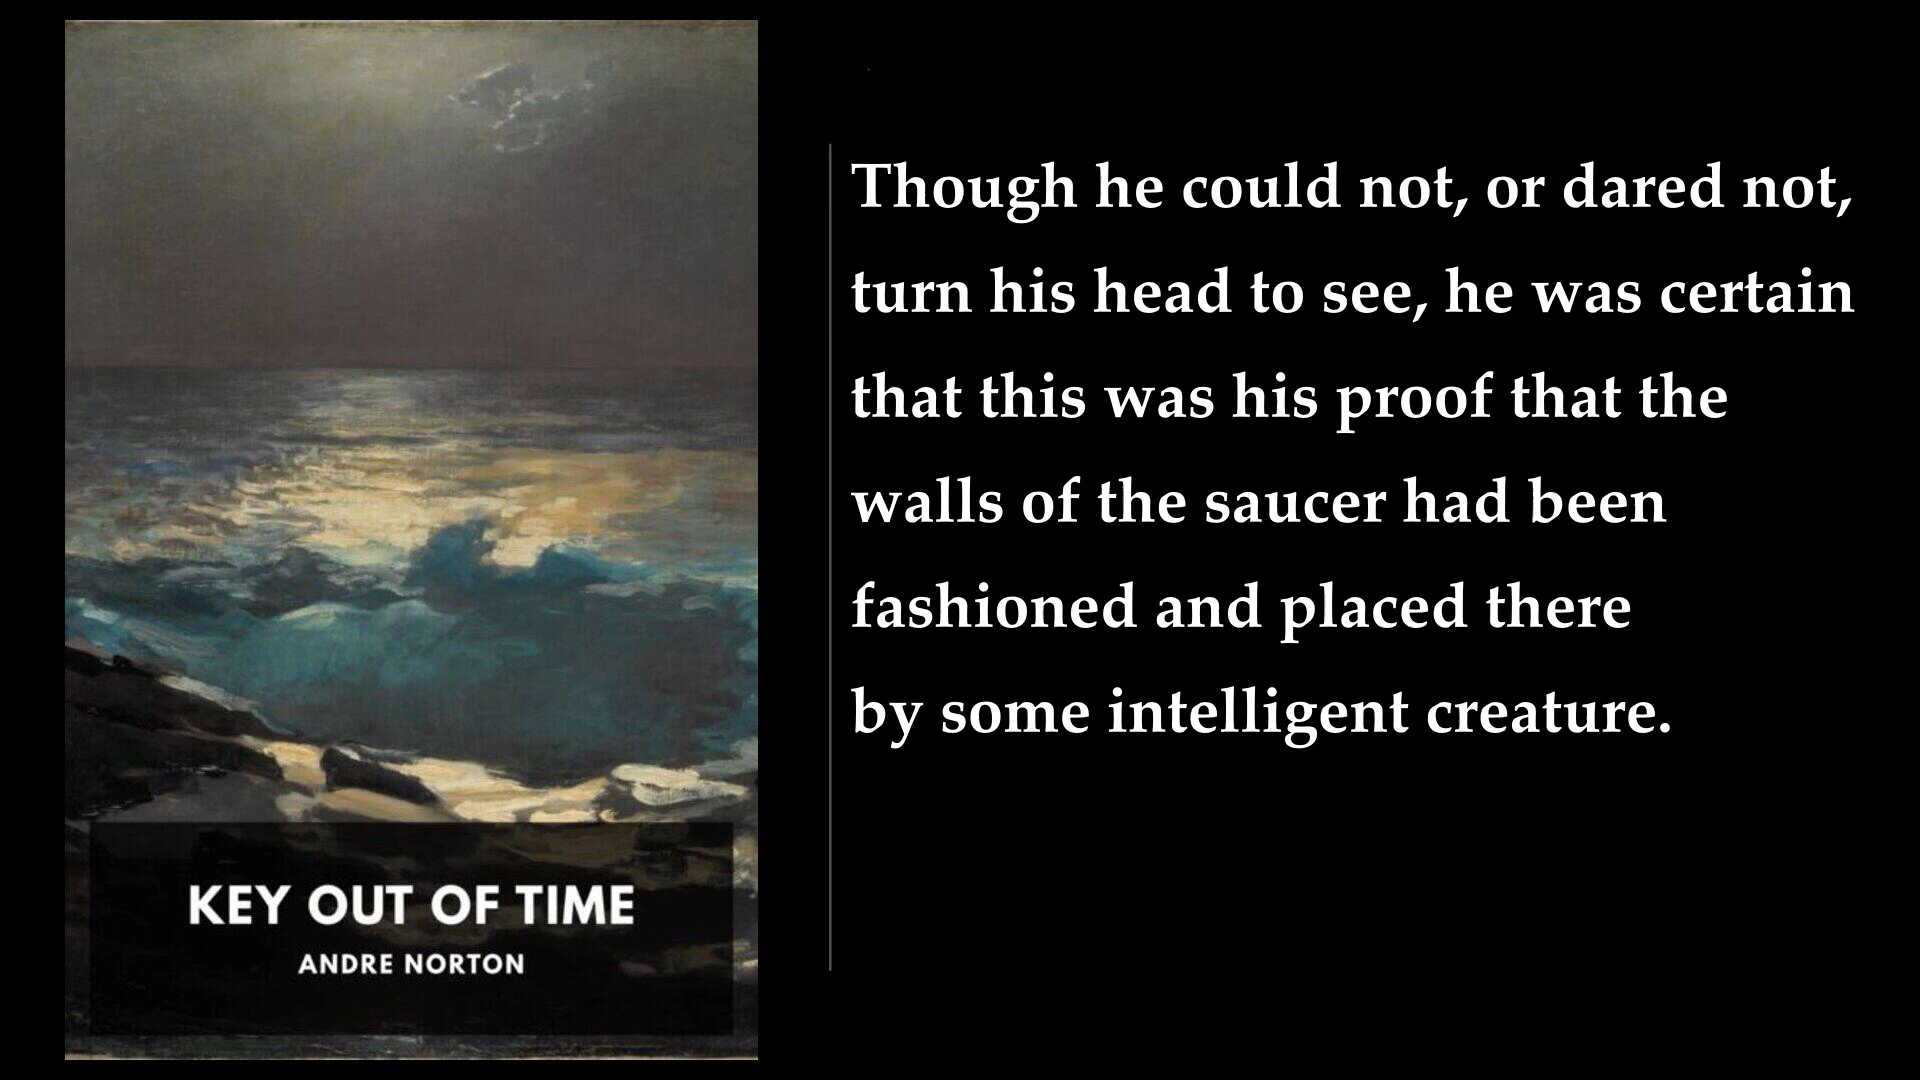 Though he could not, or dared not,
turn his head to see, he was certain
that this was his proof that the
walls of the saucer had been
fashioned and placed there
by some intelligent creature.
KEY OUT OF TIME
ANDRE NORTON